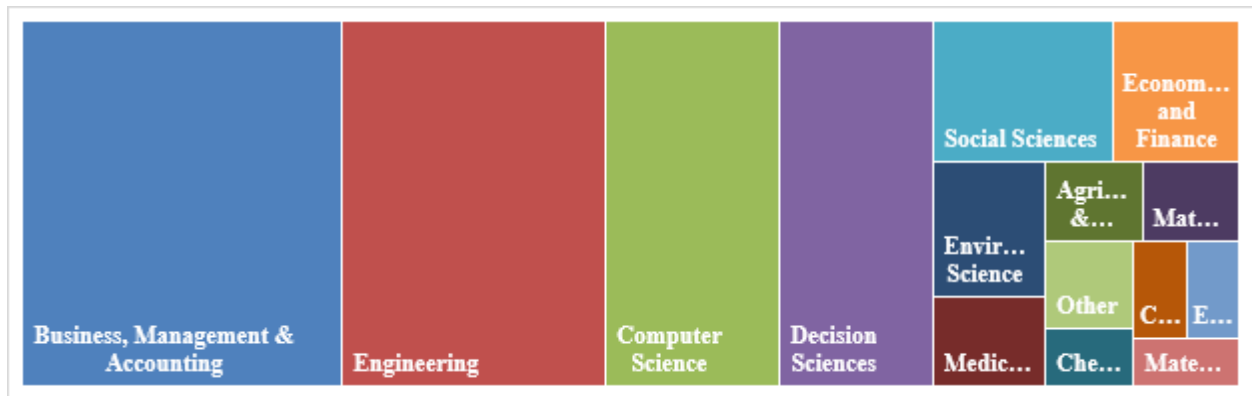 Business, Management &
Accounting
Engineering
Computer
Science
Decision
Sciences
Social Sciences
Econom...
and
Finance
Envir...
Science
Agri...
&...
Mat...
Medic...
Other
C...
E...
Che...
Mate...